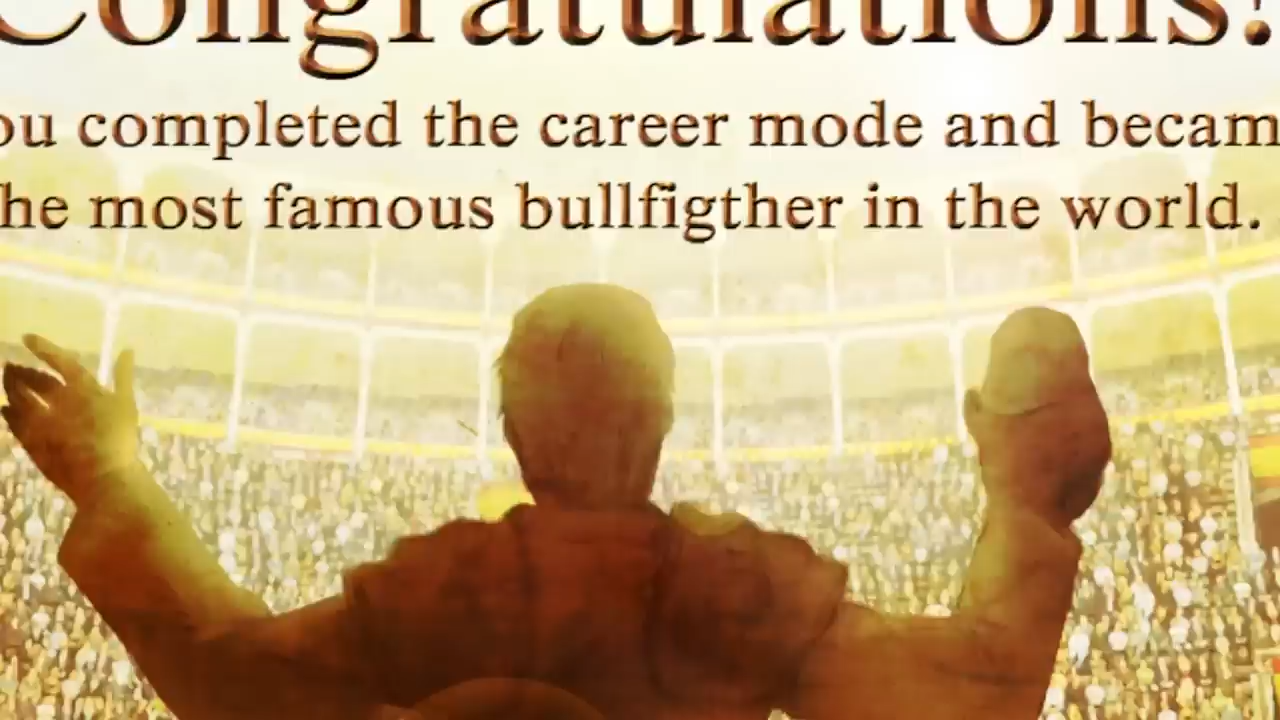 Congratulations!
ou completed the career mode and becam
he most famous bullfigther in the world.